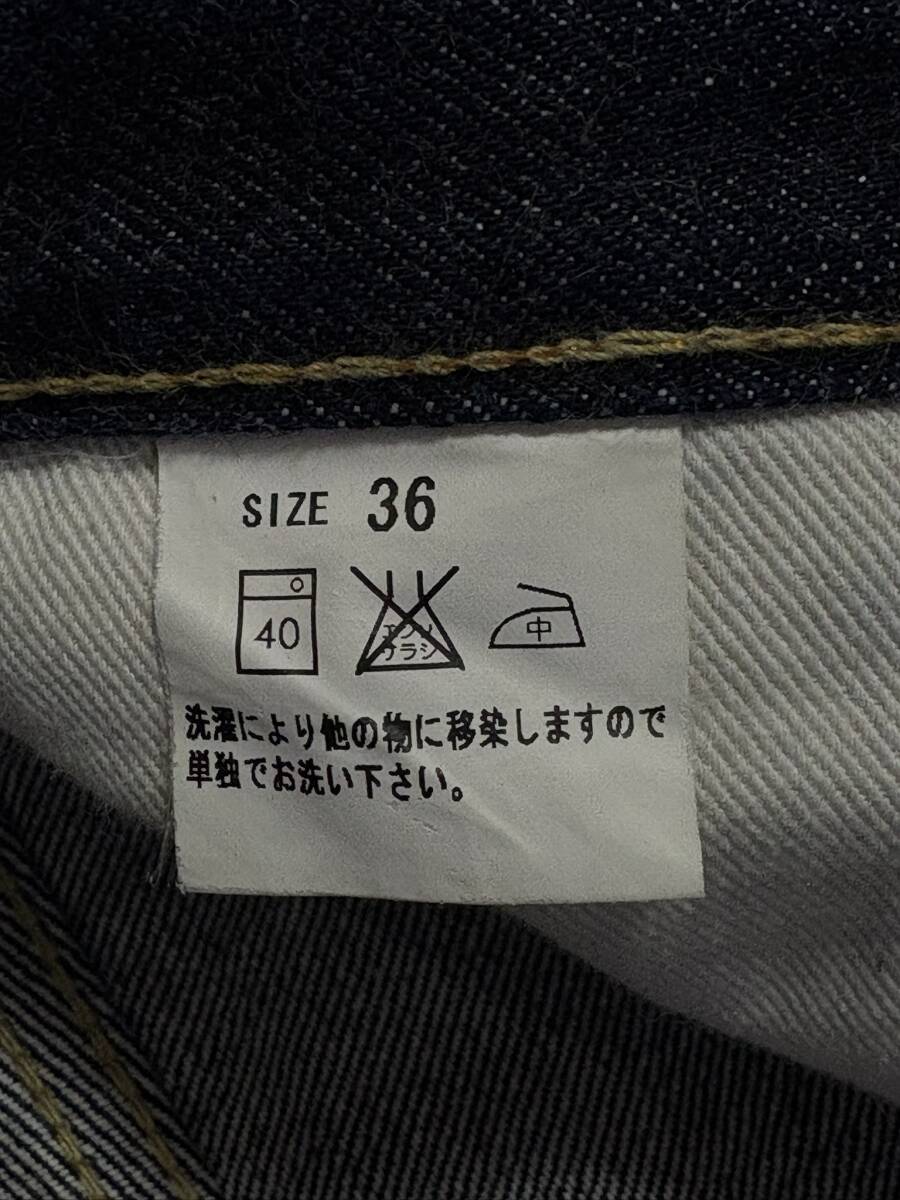 SIZE 36
40
エンソ
サラシ
中
洗濯により他の物に移染しますので
単独でお洗い下さい。